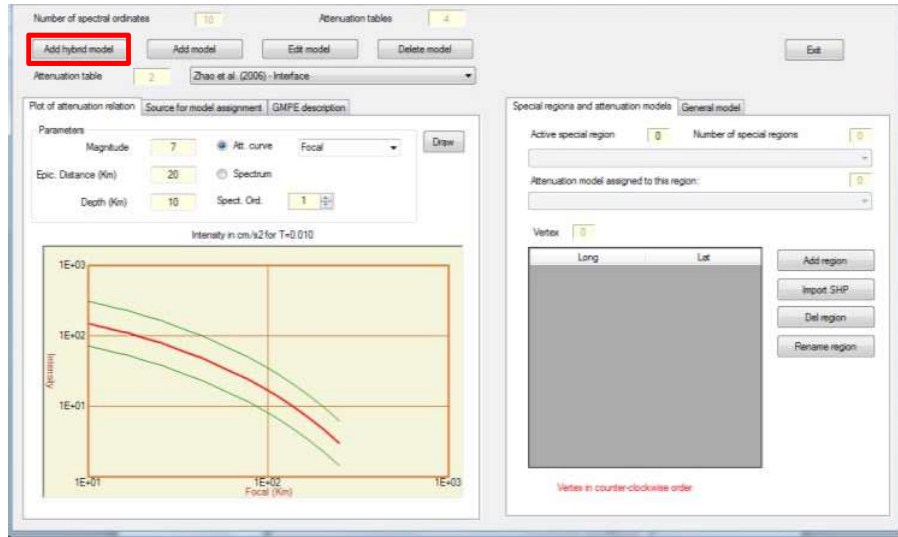 Number of spectral ordinates 10 Attenuation tables 4
Add hybrid model Add model Edit model Delete model Exit
Attenuation table 2 Zhao et al. (2006) - Interface
Plot of attenuation relation Source for model assignment GMPE description
Parameters
Magnitude 7 Att. curve Focal Draw
Epic. Distance (Km) 20 Spectrum
Depth (Km) 10 Spect. Ord. 1
Intensity in cm/s2 for T=0.010
1E+03
1E+02
Intensity
1E+01
1E+01 1E+02 1E+03
Focal (Km)
Special regions and attenuation models General model
Active special region 0 Number of special regions 0
Attenuation model assigned to this region: 0
Vertex 0
Long Lat
Add region
Import SHP
Del region
Rename region
Vertex in counter-clockwise order